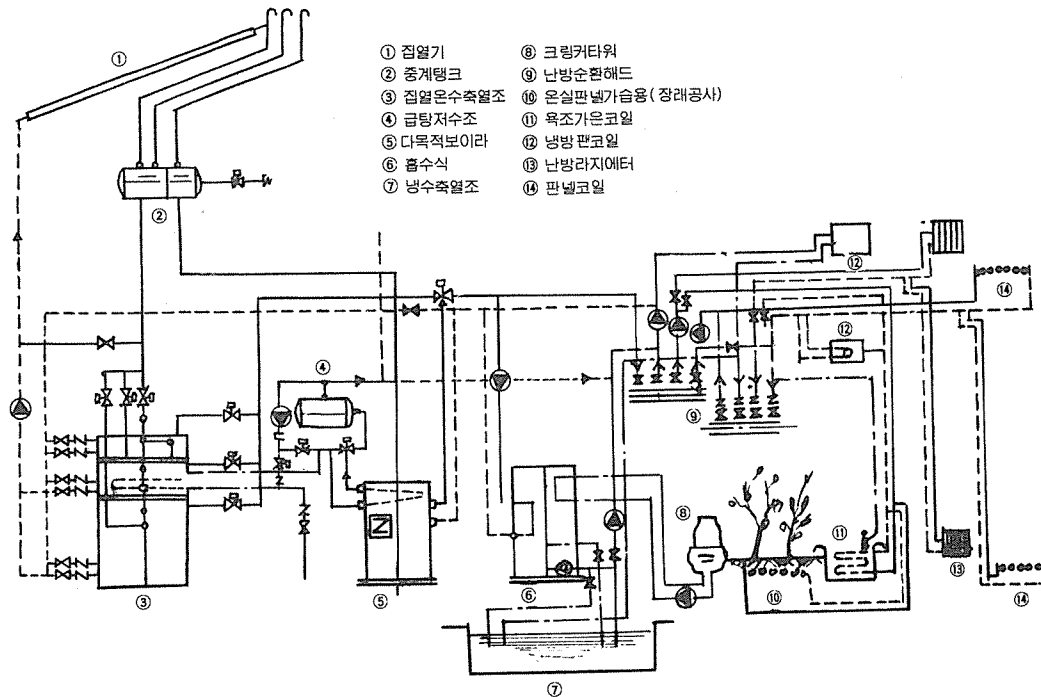 ① 집열기
② 중계탱크
③ 집열온수축열조
④ 급탕저수조
⑤ 다목적보이라
⑥ 흡수식
⑦ 냉수축열조
⑧ 크링커타워
⑨ 난방순환헤드
⑩ 온실판넬가습용(장래공사)
⑪ 욕조가온코일
⑫ 냉방팬코일
⑬ 난방라지에터
⑭ 판넬코일
①
②
⑫
⑭
⑫
④
⑨
⑧
⑪
③
⑤
⑥
⑩
⑬
⑭
⑦